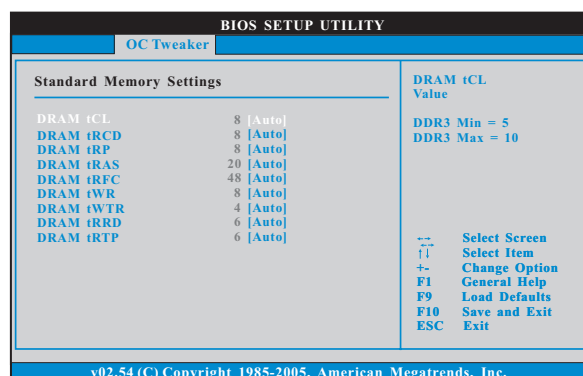 BIOS SETUP UTILITY
OC Tweaker
Standard Memory Settings
DRAM tCL 8 [Auto]
DRAM tRCD 8 [Auto]
DRAM tRP 8 [Auto]
DRAM tRAS 20 [Auto]
DRAM tRFC 48 [Auto]
DRAM tWR 8 [Auto]
DRAM tWTR 4 [Auto]
DRAM tRRD 6 [Auto]
DRAM tRTP 6 [Auto]
DRAM tCL
Value
DDR3 Min = 5
DDR3 Max = 10
←→ Select Screen
↑↓ Select Item
+- Change Option
F1 General Help
F9 Load Defaults
F10 Save and Exit
ESC Exit
v02.54 (C) Copyright 1985-2005, American Megatrends, Inc.